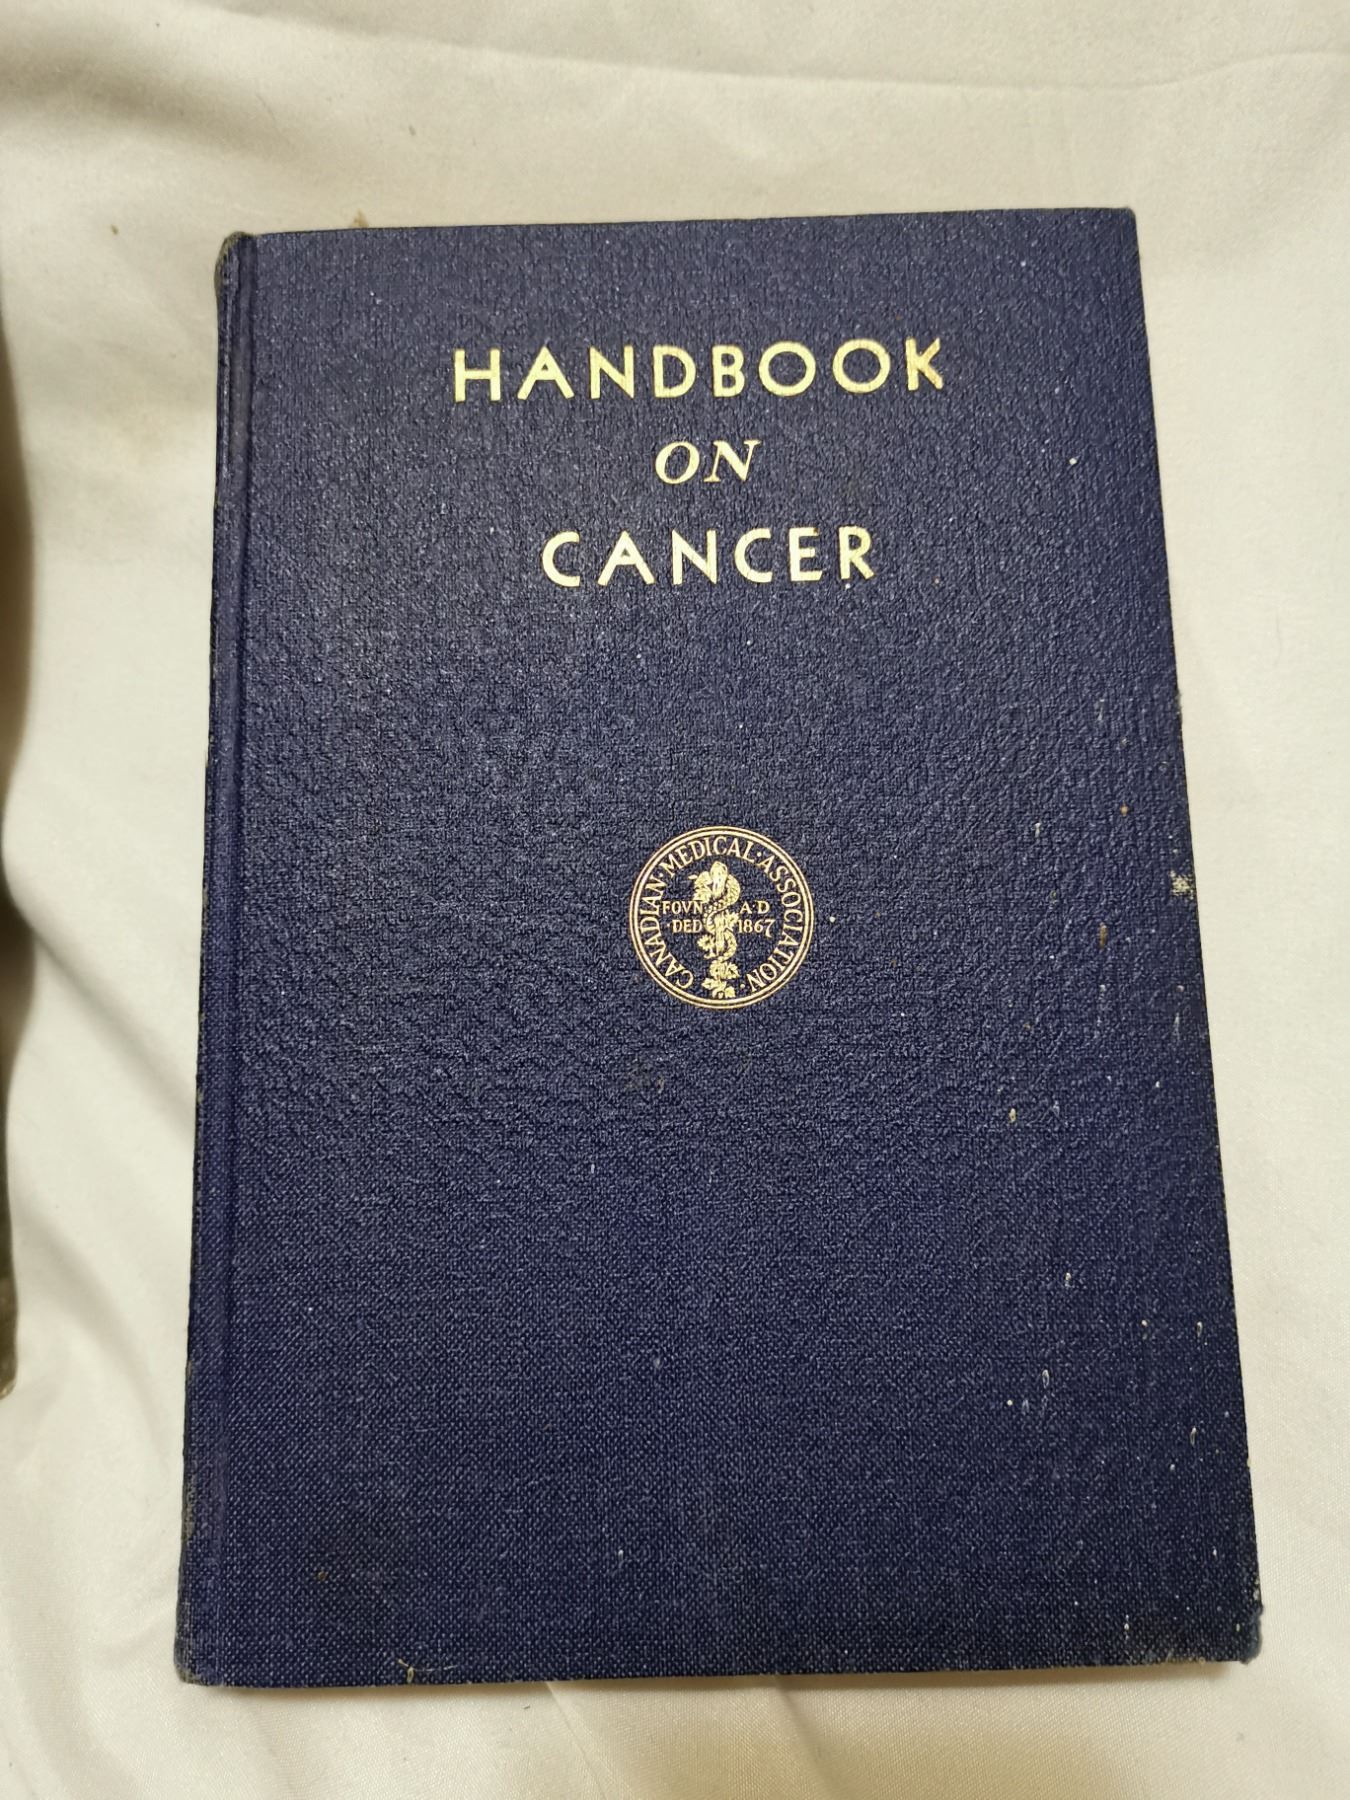 HANDBOOK
ON
CANCER
CANADIAN·MEDICAL·ASSOCIATION·
FOVN A·D
·DED 1867